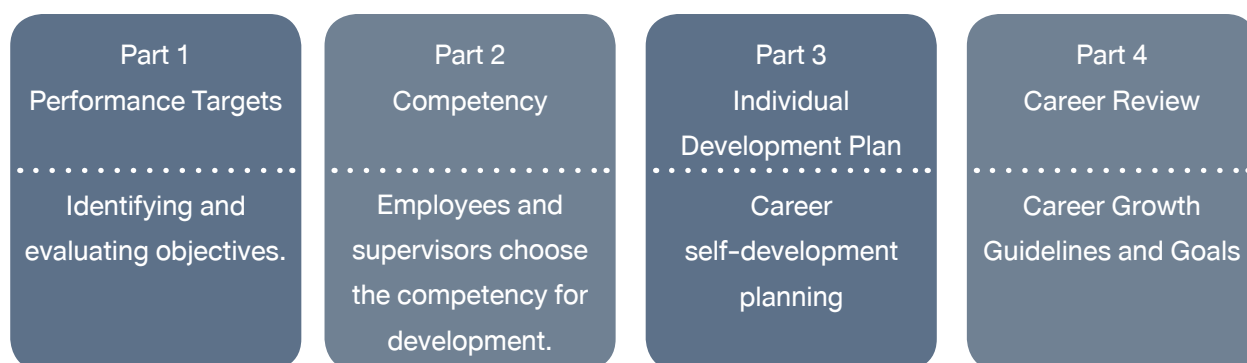 Part 1
Performance Targets
Identifying and
evaluating objectives.
Part 2
Competency
Employees and
supervisors choose
the competency for
development.
Part 3
Individual
Development Plan
Career
self-development
planning
Part 4
Career Review
Career Growth
Guidelines and Goals